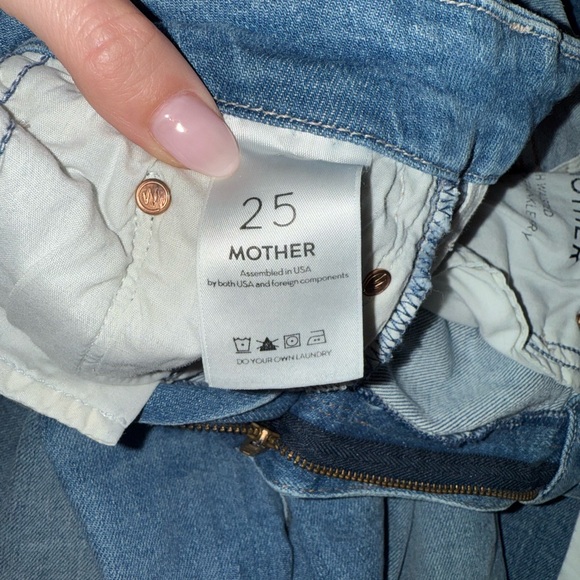 25
MOTHER
Assembled in USA
by both USA and foreign components
DO YOUR OWN LAUNDRY